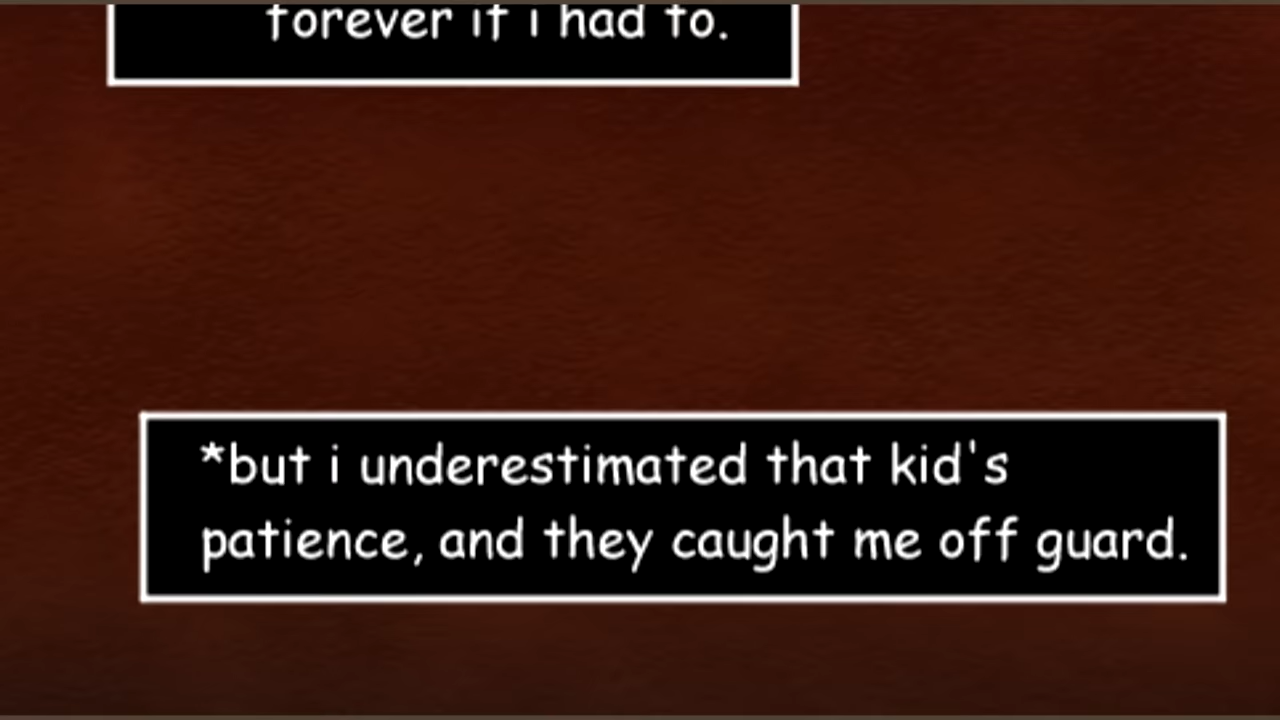 forever if i had to.
*but i underestimated that kid's
patience, and they caught me off guard.